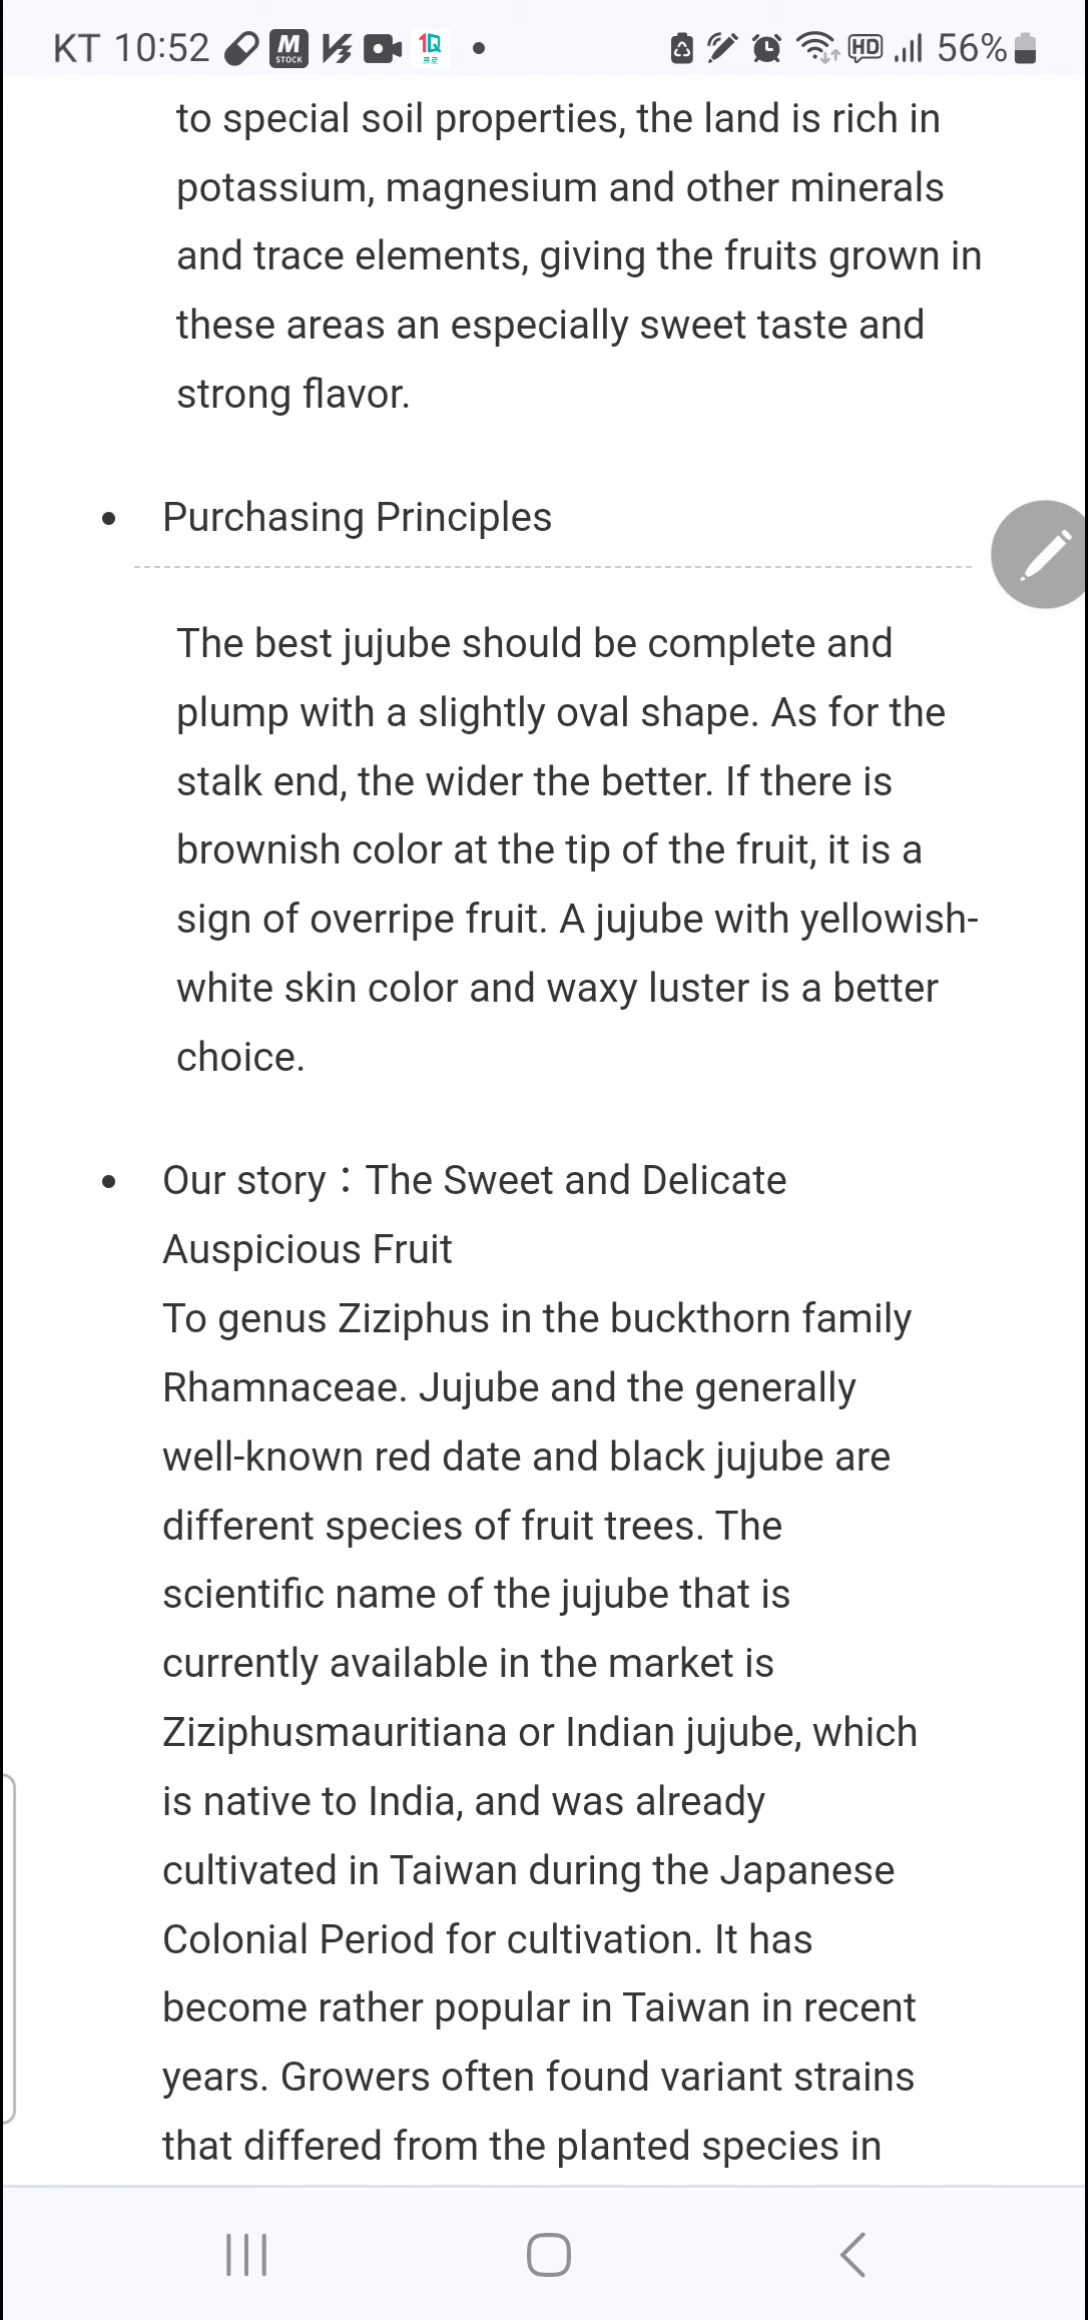 KT 10:52 M STOCK 1Q 프로 HD 56%
to special soil properties, the land is rich in
potassium, magnesium and other minerals
and trace elements, giving the fruits grown in
these areas an especially sweet taste and
strong flavor.
• Purchasing Principles
The best jujube should be complete and
plump with a slightly oval shape. As for the
stalk end, the wider the better. If there is
brownish color at the tip of the fruit, it is a
sign of overripe fruit. A jujube with yellowish-
white skin color and waxy luster is a better
choice.
• Our story：The Sweet and Delicate
Auspicious Fruit
To genus Ziziphus in the buckthorn family
Rhamnaceae. Jujube and the generally
well-known red date and black jujube are
different species of fruit trees. The
scientific name of the jujube that is
currently available in the market is
Ziziphusmauritiana or Indian jujube, which
is native to India, and was already
cultivated in Taiwan during the Japanese
Colonial Period for cultivation. It has
become rather popular in Taiwan in recent
years. Growers often found variant strains
that differed from the planted species in